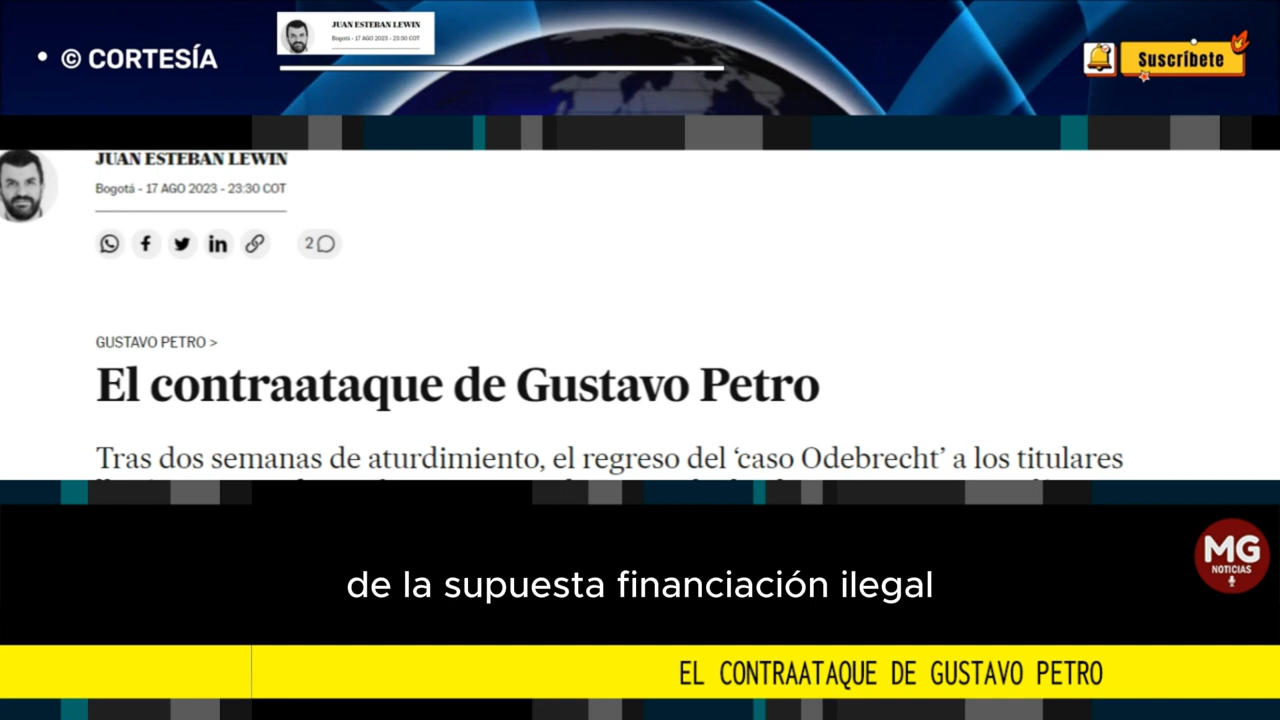 • © CORTESÍA
JUAN ESTEBAN LEWIN
Bogotá - 17 AGO 2023 - 23:30 COT
Suscríbete
JUAN ESTEBAN LEWIN
Bogotá - 17 AGO 2023 - 23:30 COT
2
GUSTAVO PETRO >
El contraataque de Gustavo Petro
Tras dos semanas de aturdimiento, el regreso del ‘caso Odebrecht’ a los titulares
de la supuesta financiación ilegal
MG
NOTICIAS
EL CONTRAATAQUE DE GUSTAVO PETRO